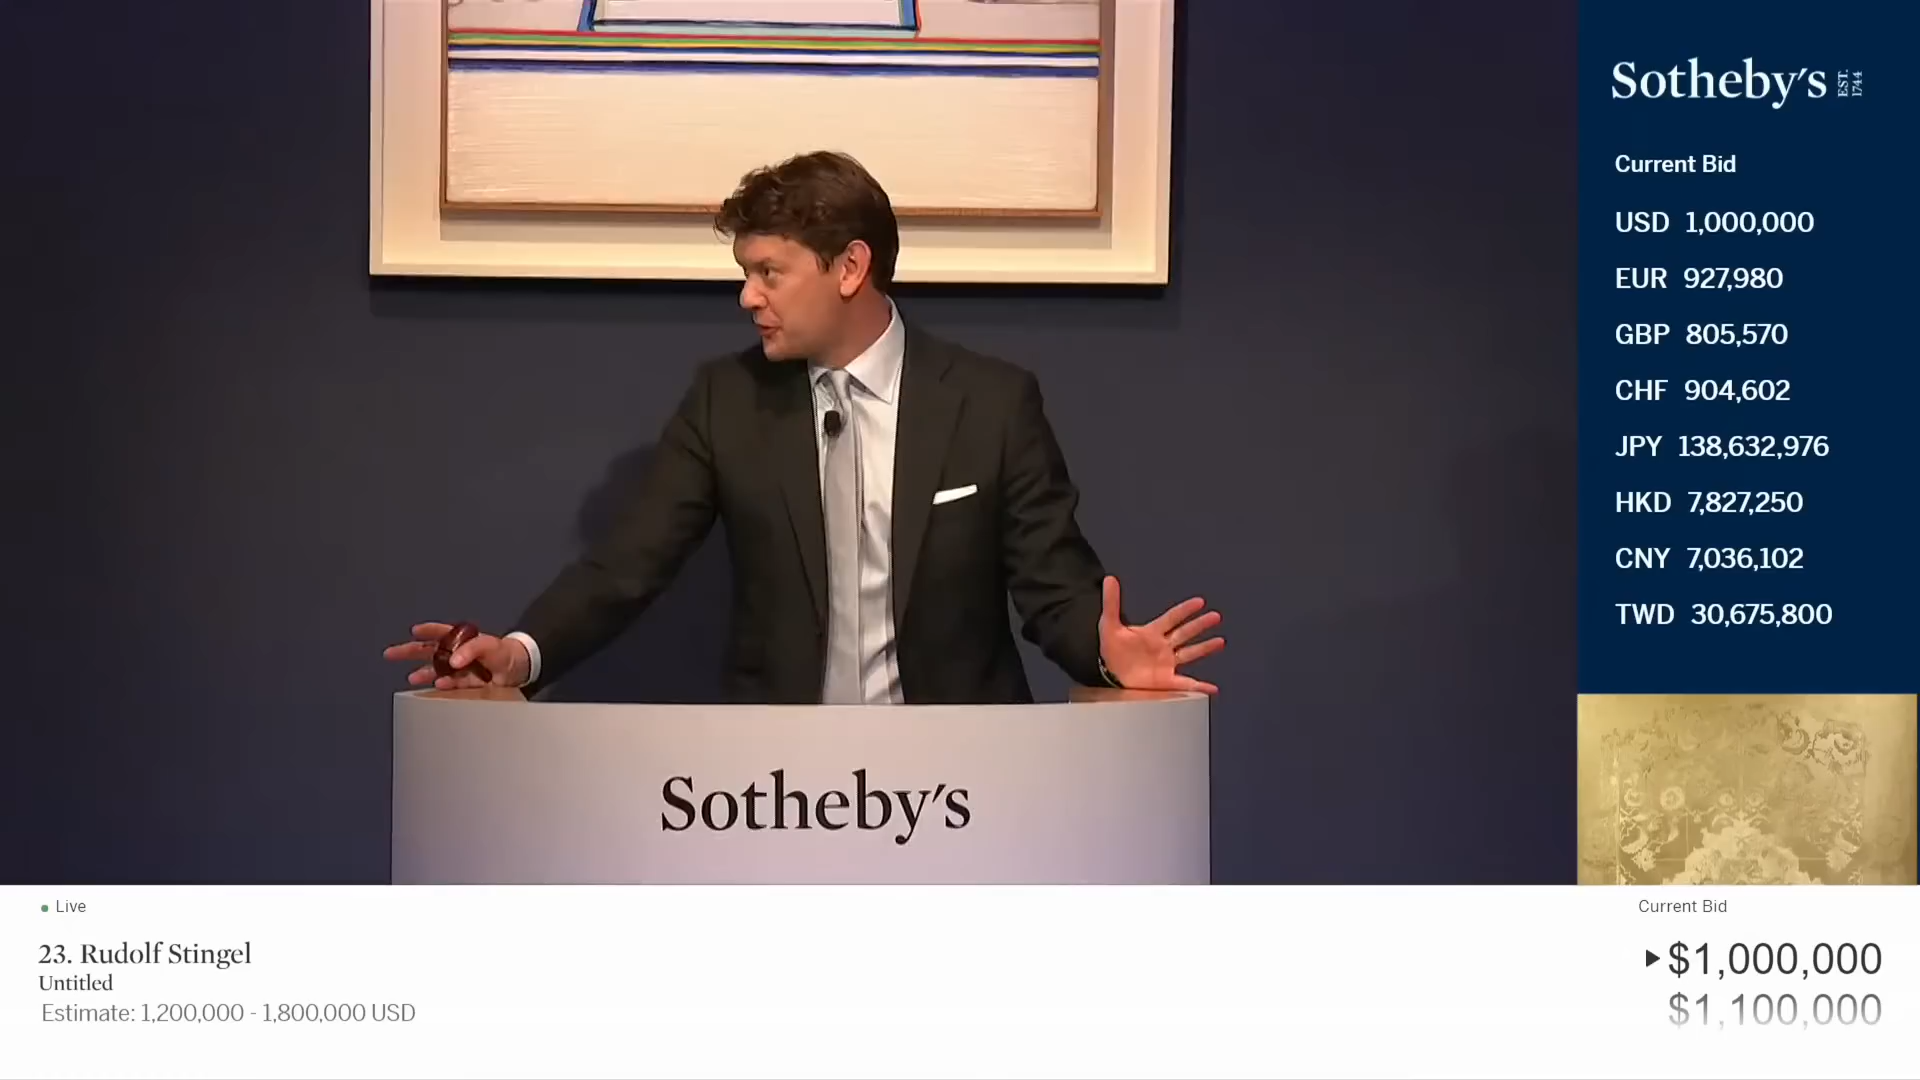 Sotheby's EST. 1744
Current Bid
USD 1,000,000
EUR 927,980
GBP 805,570
CHF 904,602
JPY 138,632,976
HKD 7,827,250
CNY 7,036,102
TWD 30,675,800
Sotheby's
Live
23. Rudolf Stingel
Untitled
Estimate: 1,200,000 - 1,800,000 USD
Current Bid
$1,000,000
$1,100,000